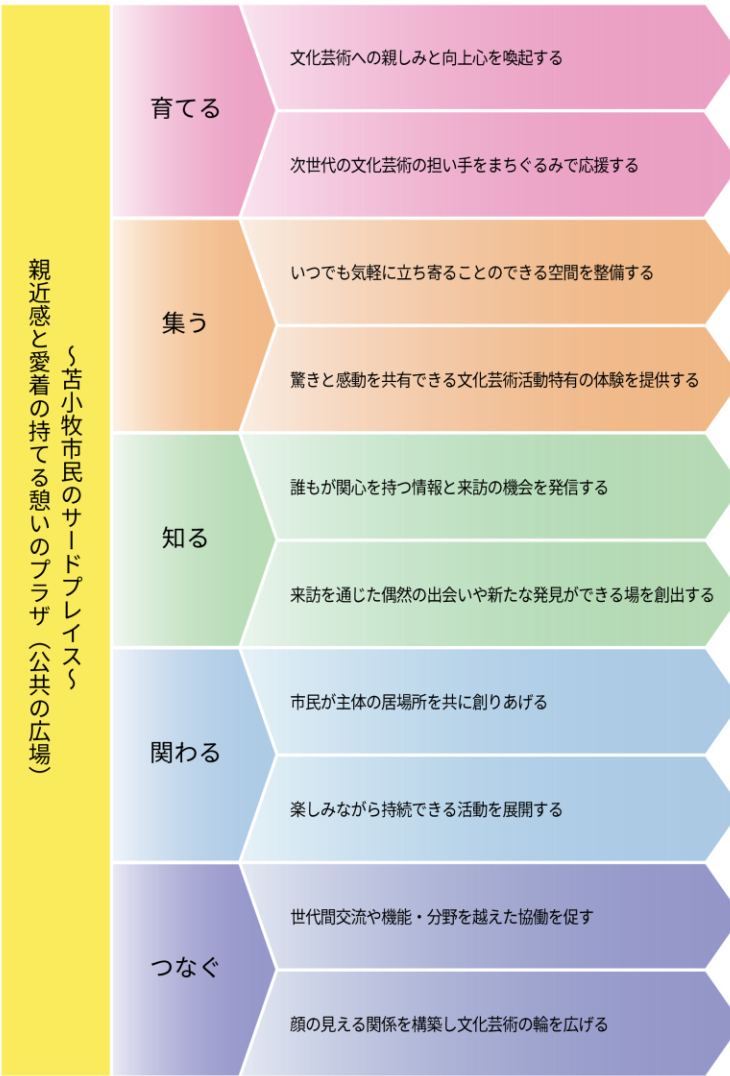 ～苫小牧市民のサードプレイス～
親近感と愛着の持てる憩いのプラザ（公共の広場）
育てる
文化芸術への親しみと向上心を喚起する
次世代の文化芸術の担い手をまちぐるみで応援する
集う
いつでも気軽に立ち寄ることのできる空間を整備する
驚きと感動を共有できる文化芸術活動特有の体験を提供する
知る
誰もが関心を持つ情報と来訪の機会を発信する
来訪を通じた偶然の出会いや新たな発見ができる場を創出する
関わる
市民が主体の居場所を共に創りあげる
楽しみながら持続できる活動を展開する
つなぐ
世代間交流や機能・分野を越えた協働を促す
顔の見える関係を構築し文化芸術の輪を広げる